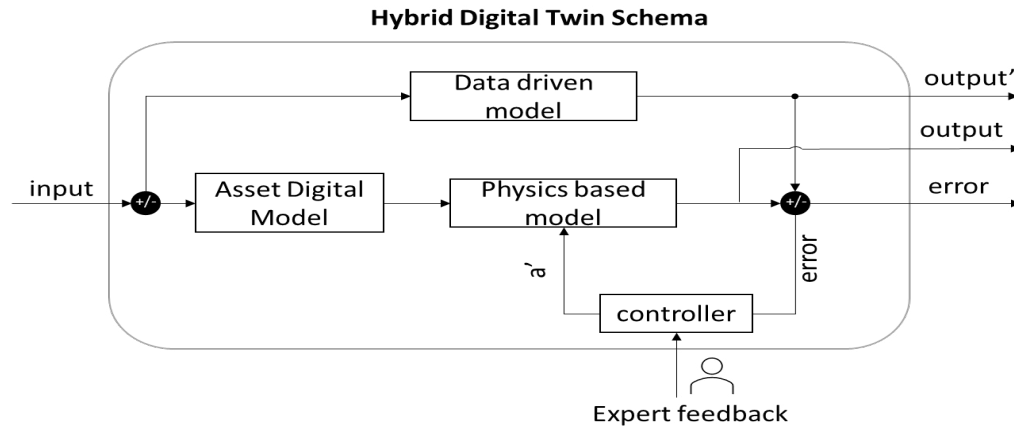 Hybrid Digital Twin Schema
Data driven
model
output'
output
input
+/-
Asset Digital
Model
Physics based
model
+/-
error
a'
error
controller
Expert feedback